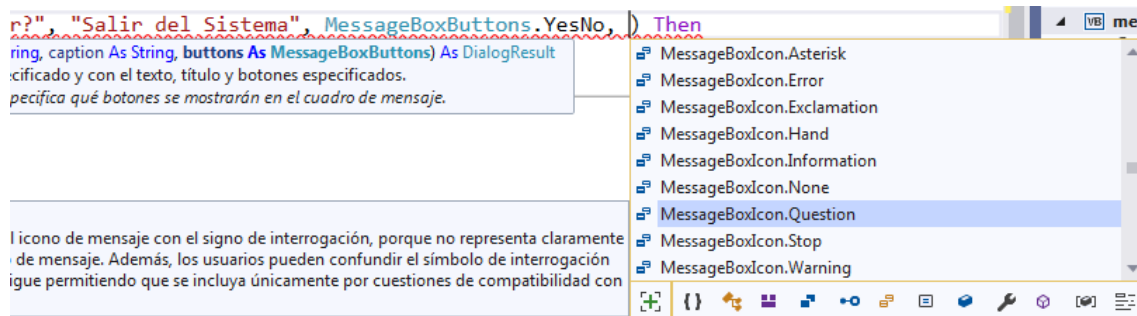 r?", "Salir del Sistema", MessageBoxButtons.YesNo, ) Then
VB me
ring, caption As String, buttons As MessageBoxButtons) As DialogResult
ecificado y con el texto, título y botones especificados.
pecifica qué botones se mostrarán en el cuadro de mensaje.
MessageBoxIcon.Asterisk
MessageBoxIcon.Error
MessageBoxIcon.Exclamation
MessageBoxIcon.Hand
MessageBoxIcon.Information
MessageBoxIcon.None
MessageBoxIcon.Question
MessageBoxIcon.Stop
MessageBoxIcon.Warning
l icono de mensaje con el signo de interrogación, porque no representa claramente
de mensaje. Además, los usuarios pueden confundir el símbolo de interrogación
igue permitiendo que se incluya únicamente por cuestiones de compatibilidad con